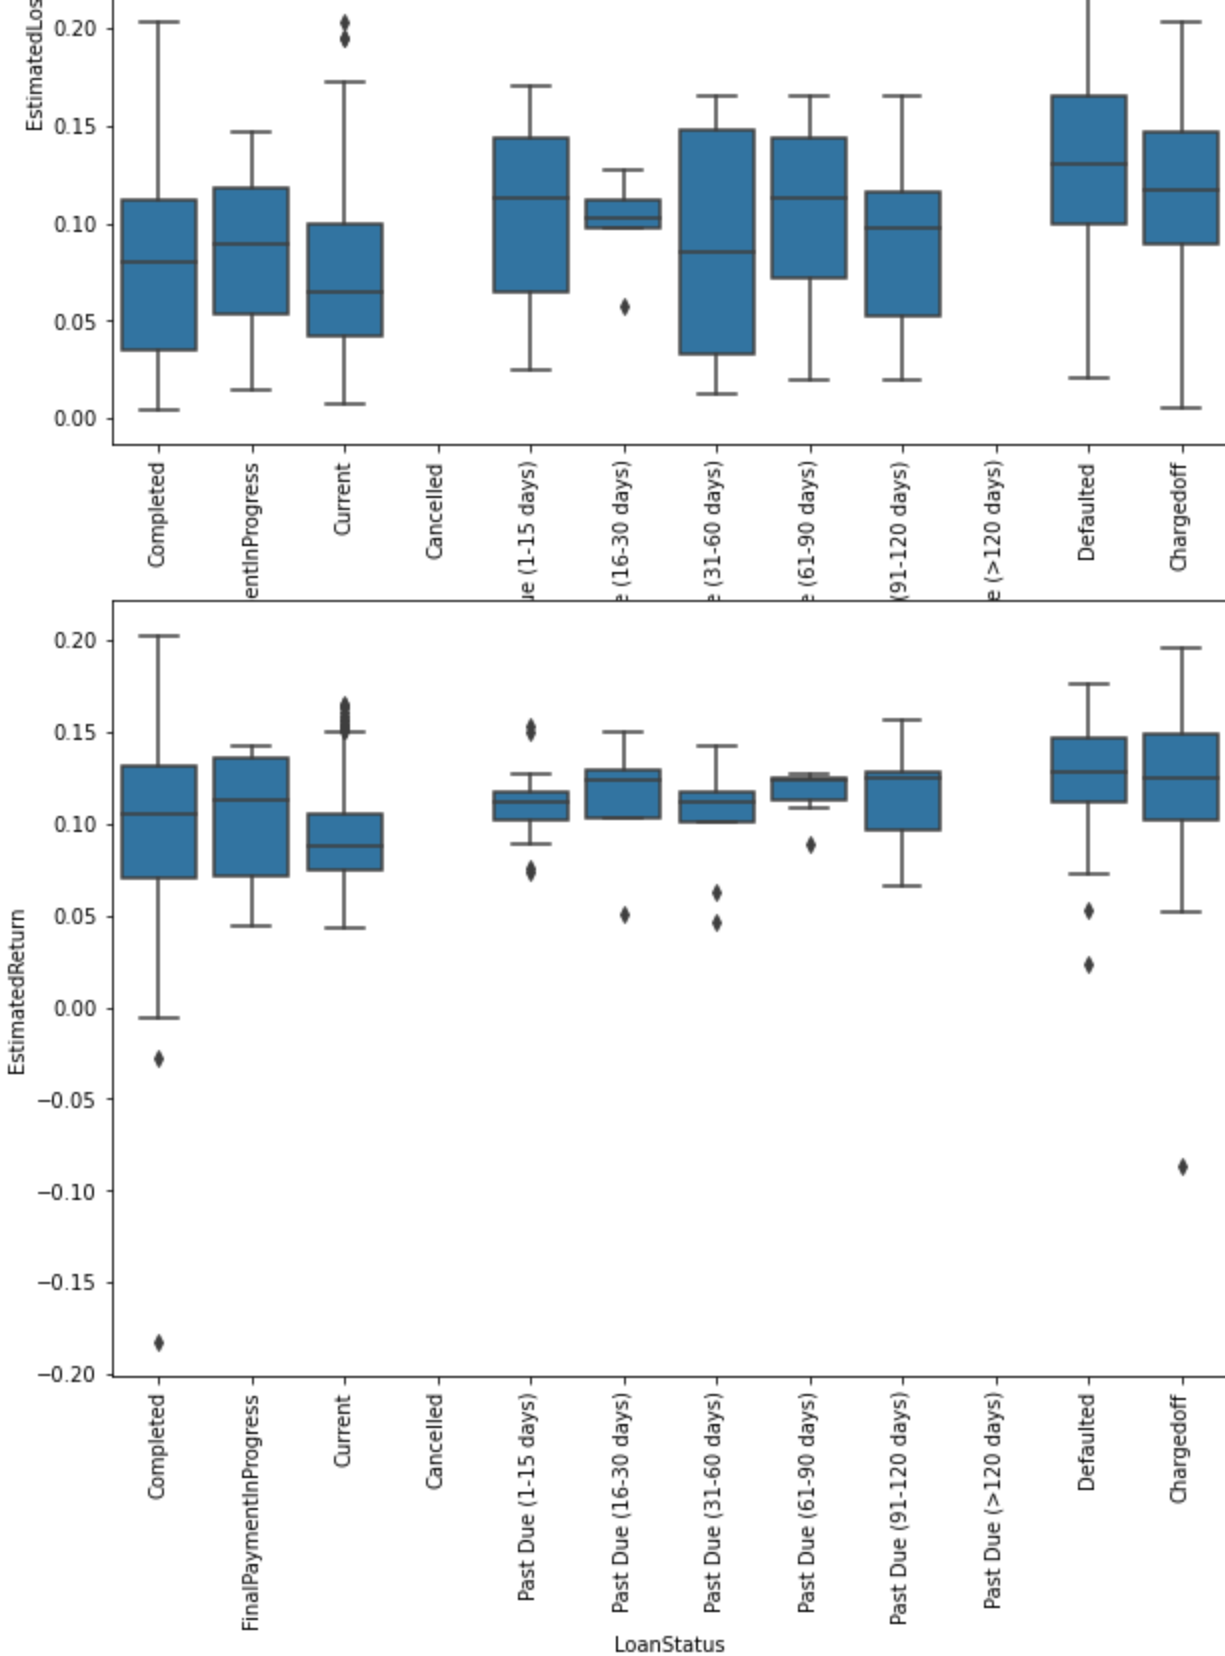 EstimatedLos
0.20
0.15
0.10
0.05
0.00
Completed
entInProgress
Current
Cancelled
ue (1-15 days)
e (16-30 days)
e (31-60 days)
e (61-90 days)
(91-120 days)
e (>120 days)
Defaulted
Chargedoff
EstimatedReturn
0.20
0.15
0.10
0.05
0.00
−0.05
−0.10
−0.15
−0.20
Completed
FinalPaymentInProgress
Current
Cancelled
Past Due (1-15 days)
Past Due (16-30 days)
Past Due (31-60 days)
Past Due (61-90 days)
Past Due (91-120 days)
Past Due (>120 days)
Defaulted
Chargedoff
LoanStatus